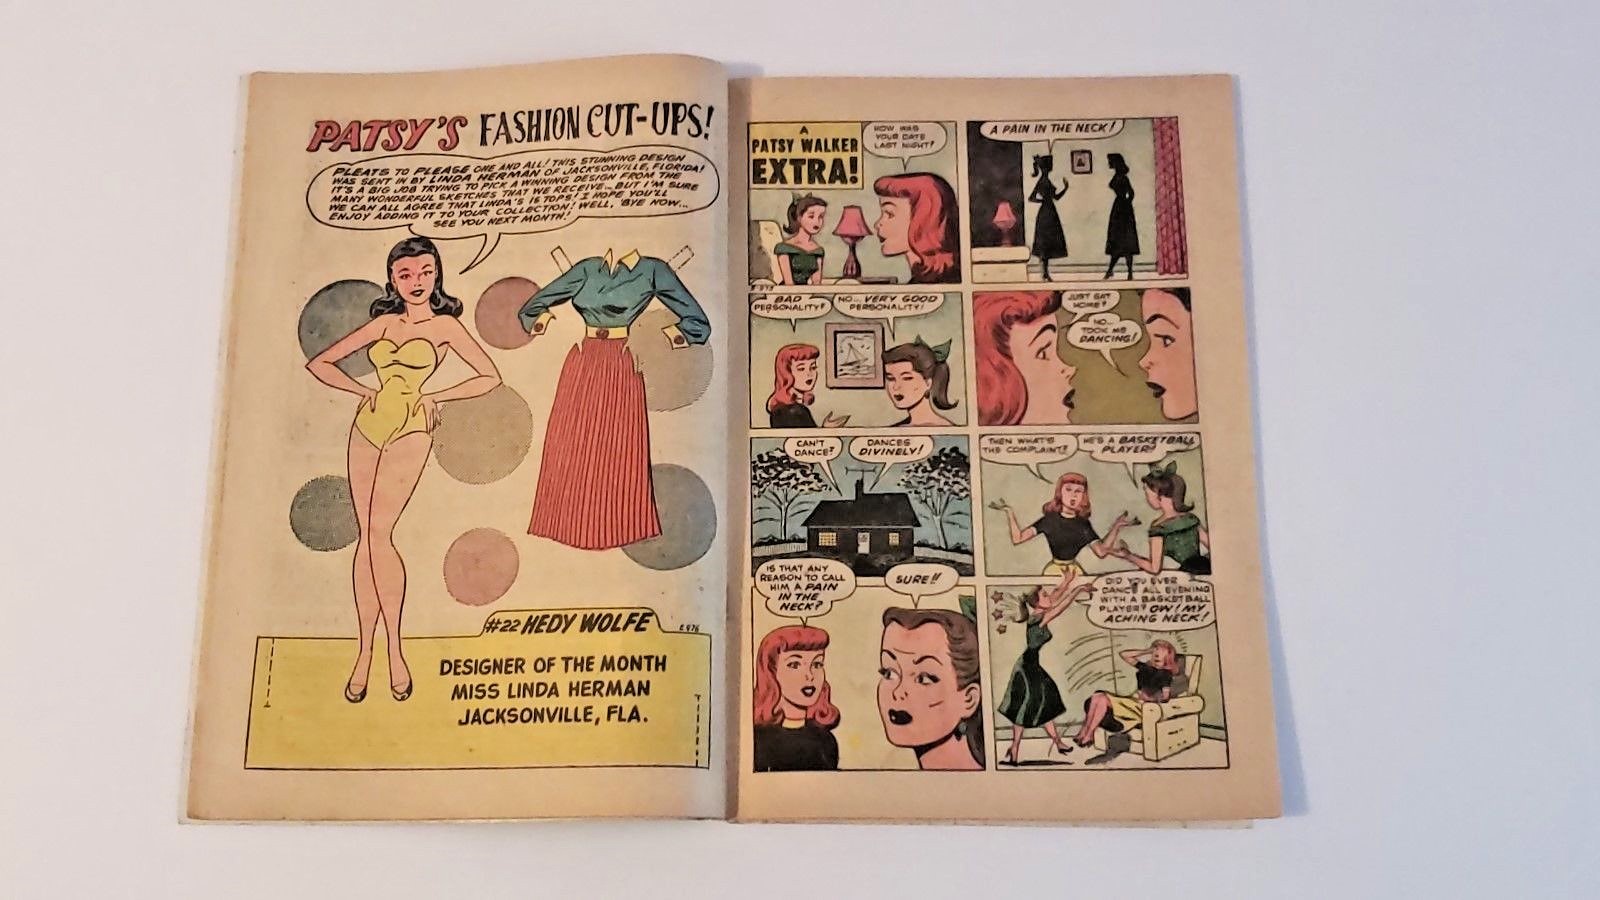 PATSY'S FASHION CUT-UPS!
PLEATS TO PLEASE ONE AND ALL! THIS STUNNING DESIGN
WAS SENT IN BY LINDA HERMAN OF JACKSONVILLE, FLORIDA!
IT'S A BIG JOB TRYING TO PICK A WINNING DESIGN FROM THE
MANY WONDERFUL SKETCHES THAT WE RECEIVE... BUT I'M SURE
WE CAN ALL AGREE THAT LINDA'S IS TOPS! I HOPE YOU'LL
ENJOY ADDING IT TO YOUR COLLECTION! WELL, 'BYE NOW...
SEE YOU NEXT MONTH!
#22 HEDY WOLFE
E-976
DESIGNER OF THE MONTH
MISS LINDA HERMAN
JACKSONVILLE, FLA.
A
PATSY WALKER
EXTRA!
HOW WAS
YOUR DATE
LAST NIGHT?
A PAIN IN THE NECK!
BAD
PERSONALITY?
NO... VERY GOOD
PERSONALITY!
JUST SAT
HOME?
NO...
TOOK ME
DANCING!
CAN'T
DANCE?
DANCES
DIVINELY!
THEN WHAT'S
THE COMPLAINT?
HE'S A BASKETBALL
PLAYER!
IS THAT ANY
REASON TO CALL
HIM A PAIN
IN THE
NECK?
SURE!!
DID YOU EVER
DANCE ALL EVENING
WITH A BASKETBALL
PLAYER? OW! MY
ACHING NECK!